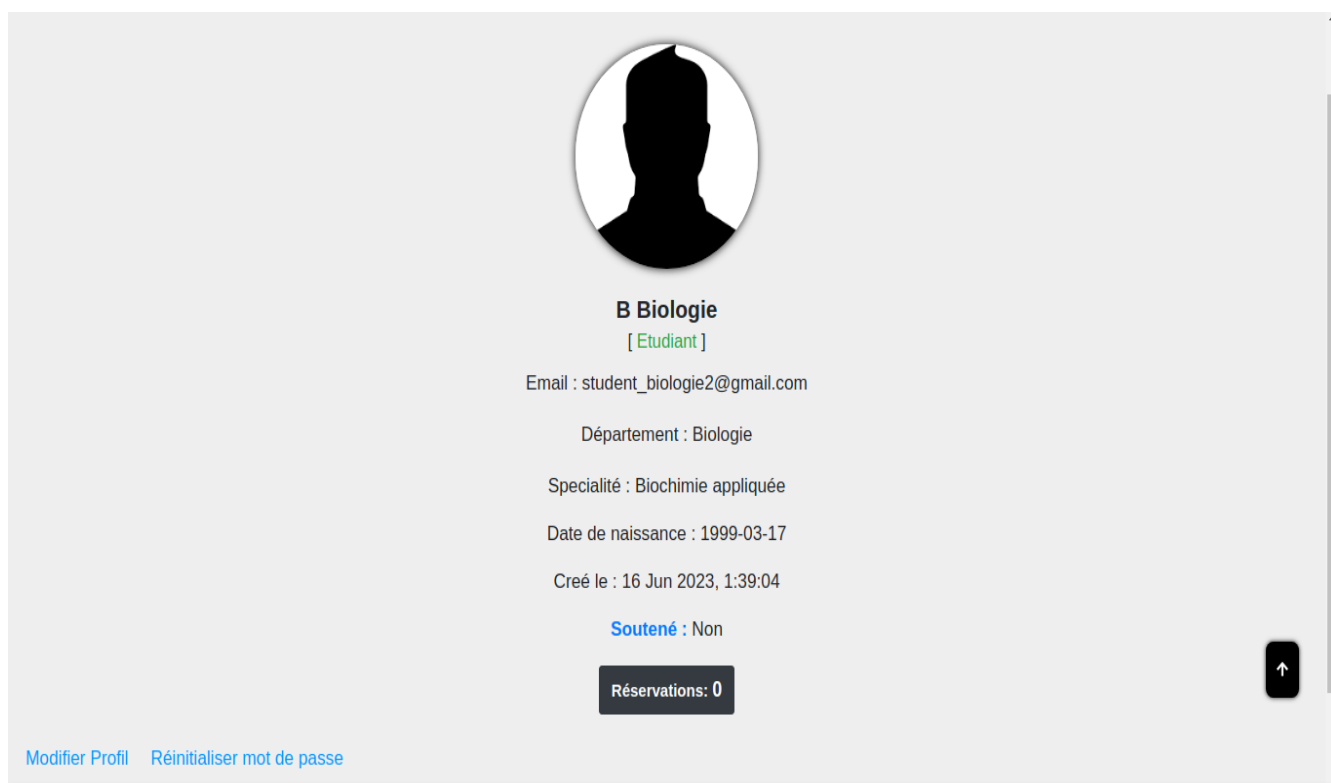 B Biologie
[ Etudiant ]
Email : student_biologie2@gmail.com
Département : Biologie
Specialité : Biochimie appliquée
Date de naissance : 1999-03-17
Creé le : 16 Jun 2023, 1:39:04
Soutené : Non
Réservations: 0
Modifier Profil Réinitialiser mot de passe